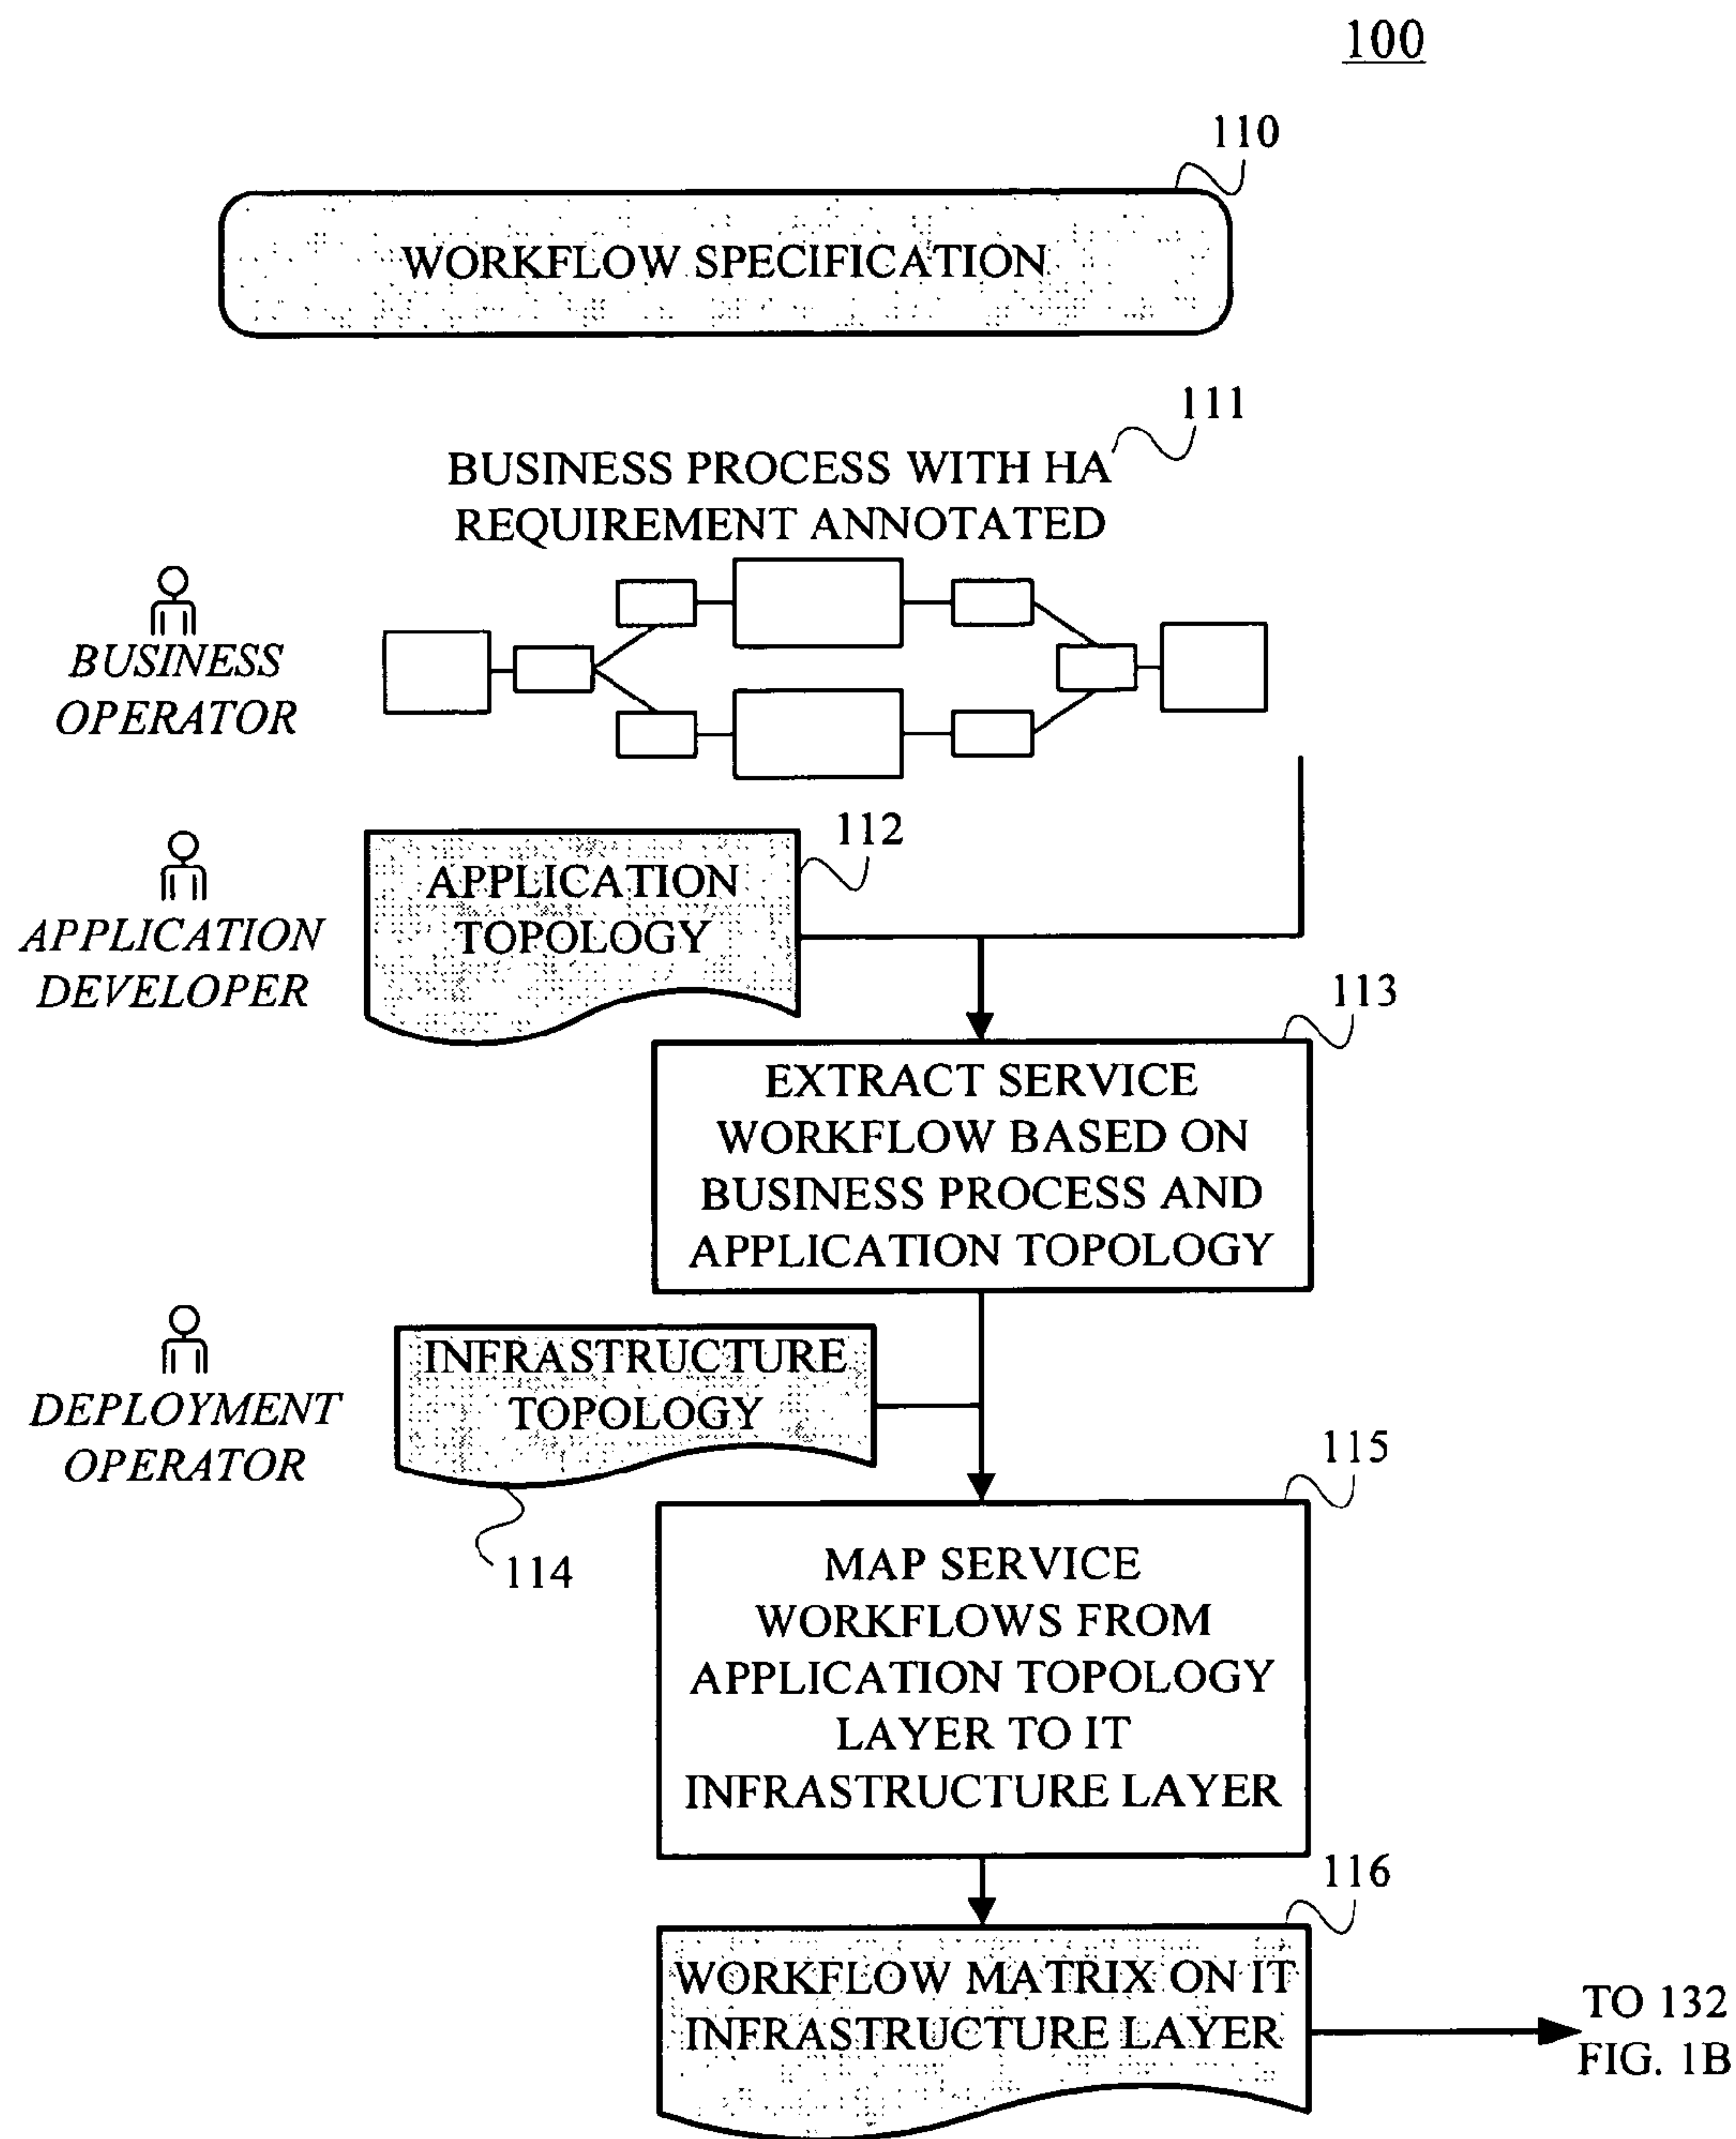 100
110
WORKFLOW SPECIFICATION
111
BUSINESS PROCESS WITH HA
REQUIREMENT ANNOTATED
BUSINESS
OPERATOR
112
APPLICATION
TOPOLOGY
APPLICATION
DEVELOPER
113
EXTRACT SERVICE
WORKFLOW BASED ON
BUSINESS PROCESS AND
APPLICATION TOPOLOGY
INFRASTRUCTURE
TOPOLOGY
DEPLOYMENT
OPERATOR
114
115
MAP SERVICE
WORKFLOWS FROM
APPLICATION TOPOLOGY
LAYER TO IT
INFRASTRUCTURE LAYER
116
WORKFLOW MATRIX ON IT
INFRASTRUCTURE LAYER
TO 132
FIG. 1B